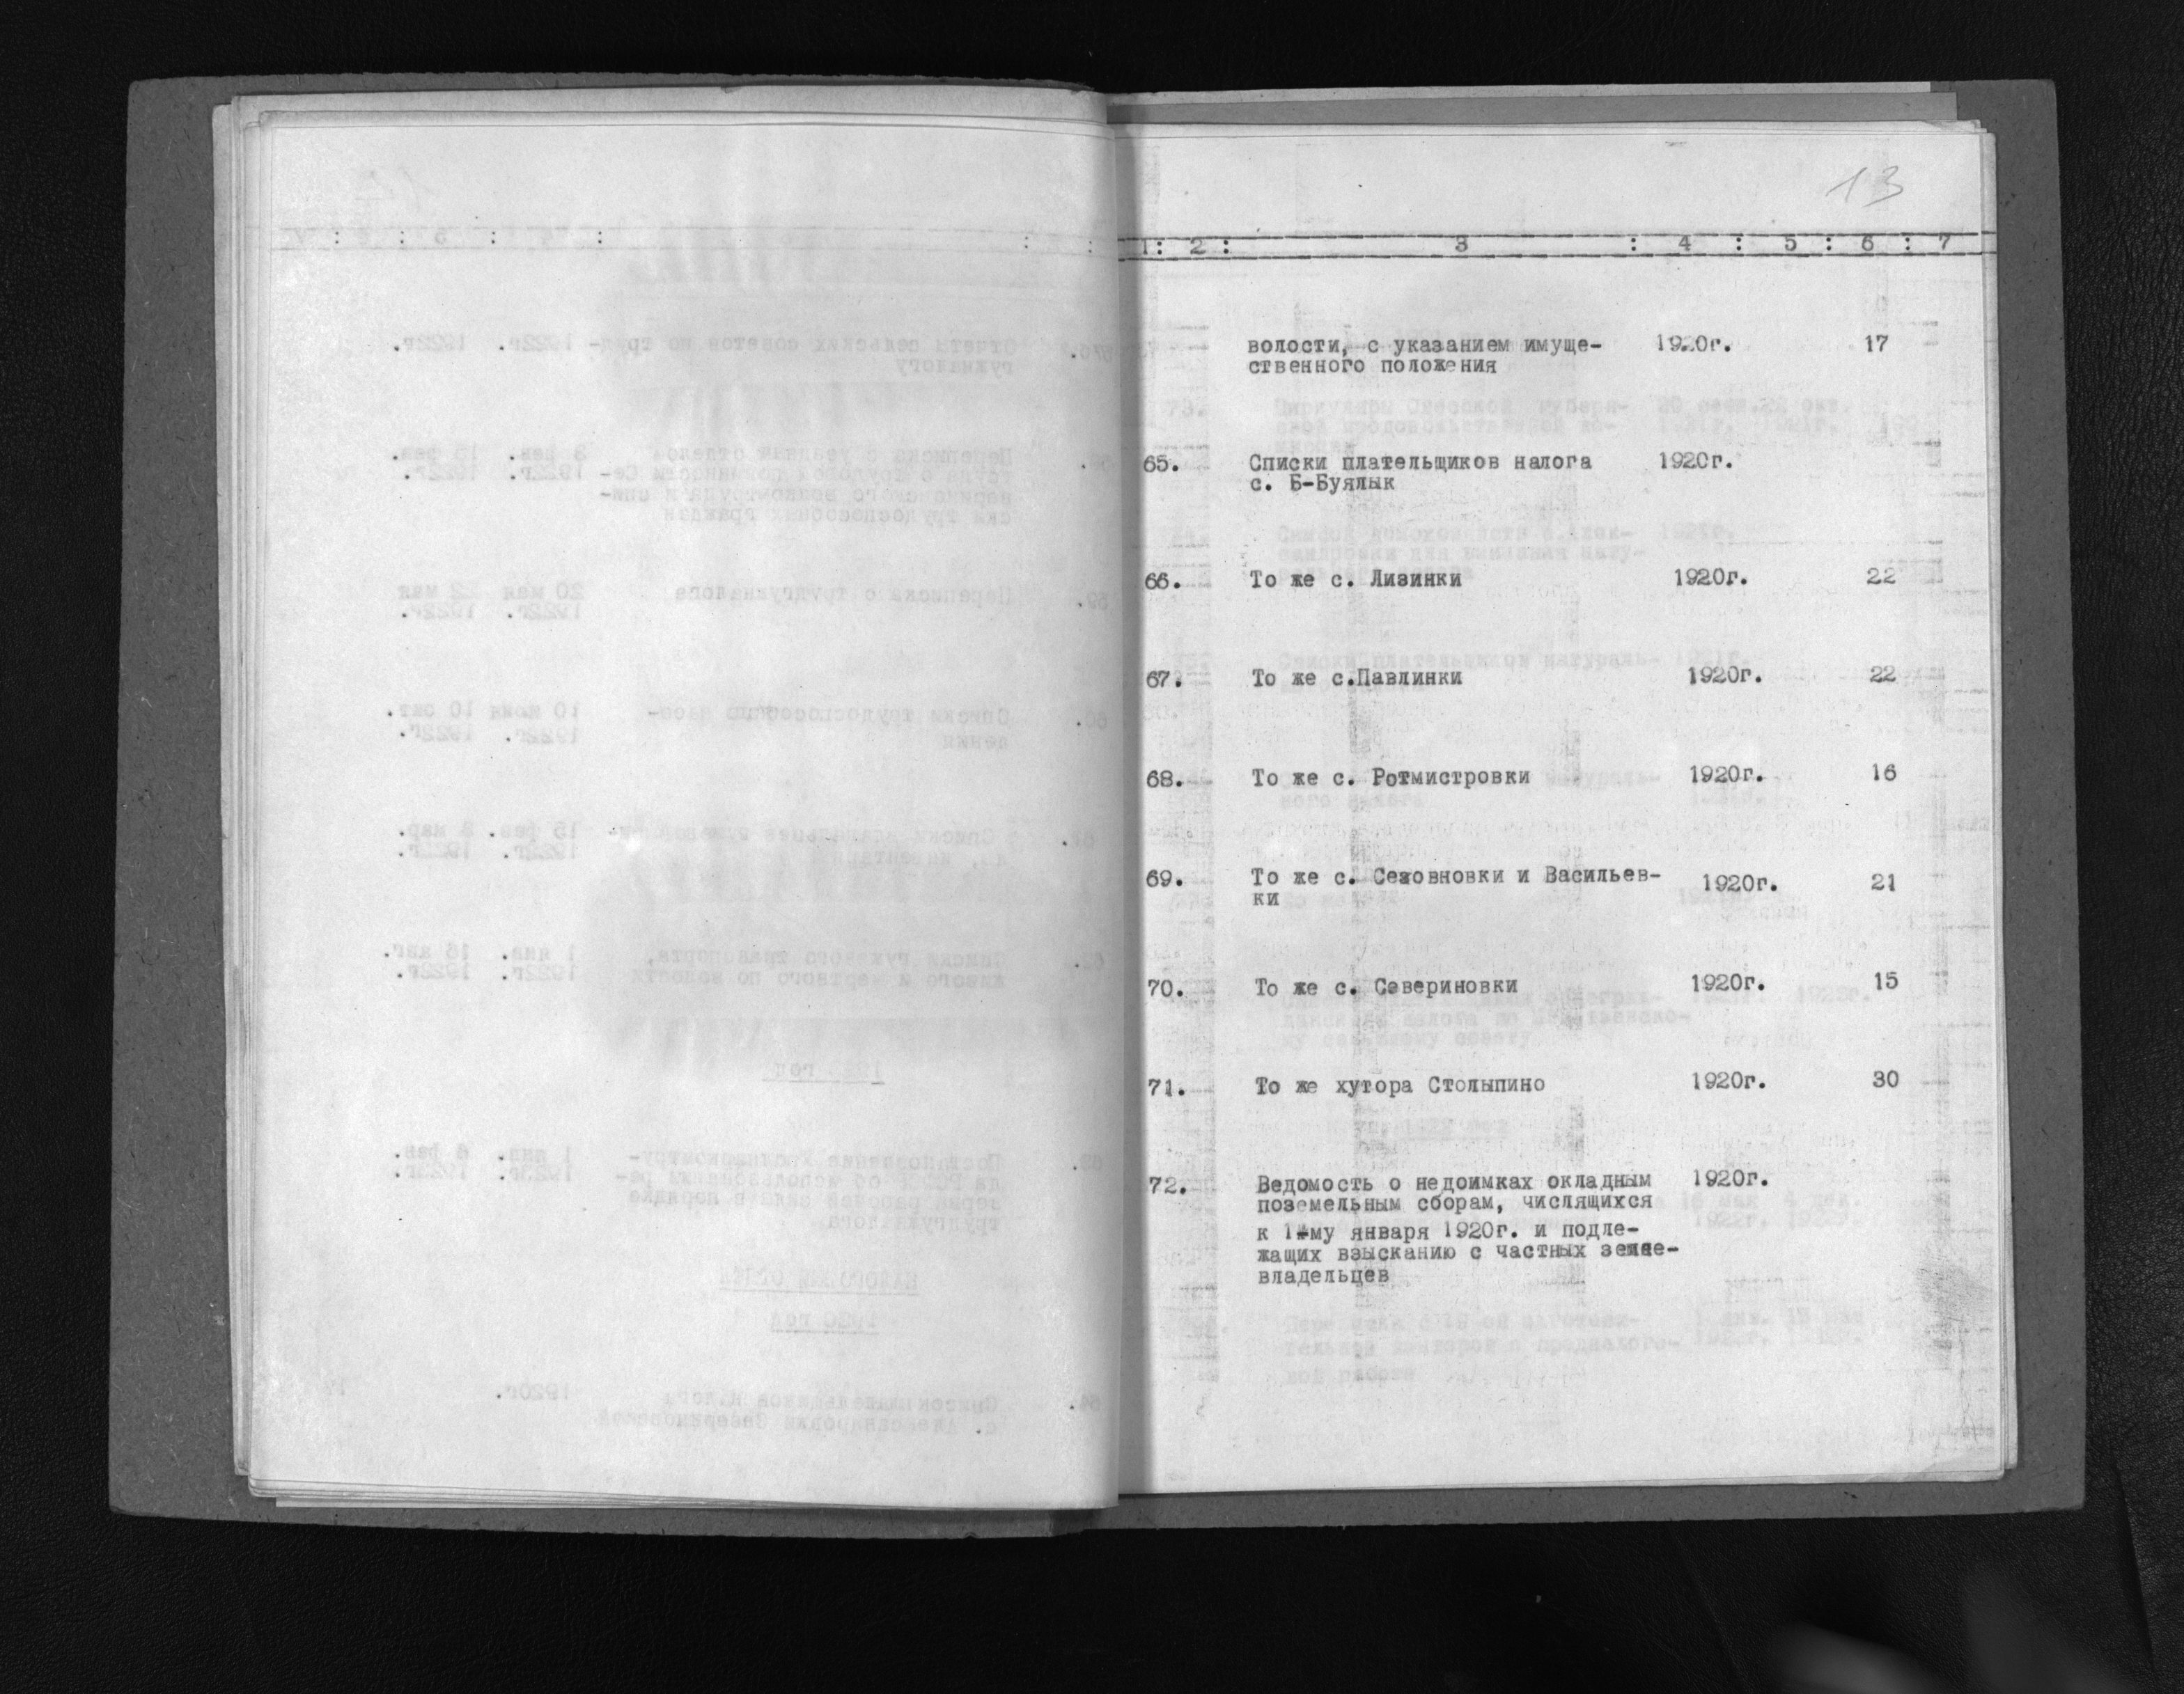 13
1: 2: 3 : 4 : 5 : 6 : 7
волости, с указанием имуще- 1920г. 17
ственного положения
65. Списки плательщиков налога 1920г.
с. Б-Буялык
66. То же с. Лизинки 1920г. 22
67. То же с.Павлинки 1920г. 22
68. То же с. Ротмистровки 1920г. 16
69. То же с. и Васильев- 1920г. 21
ки
70. То же с. Севериновки 1920г. 15
71. То же хутора Столыпино 1920г. 30
72. Ведомость о недоимках окладным 1920г.
поземельным сборам, числящихся
к 1-му января 1920г. и подле-
жащих взысканию с частных земле-
владельцев